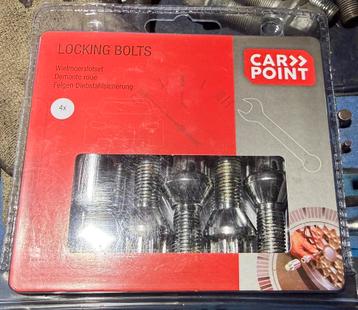 LOCKING BOLTS
Wielmoerslotset
Demonte roue
Felgen-Diebstahlsicherung
4x
CAR>>
POINT